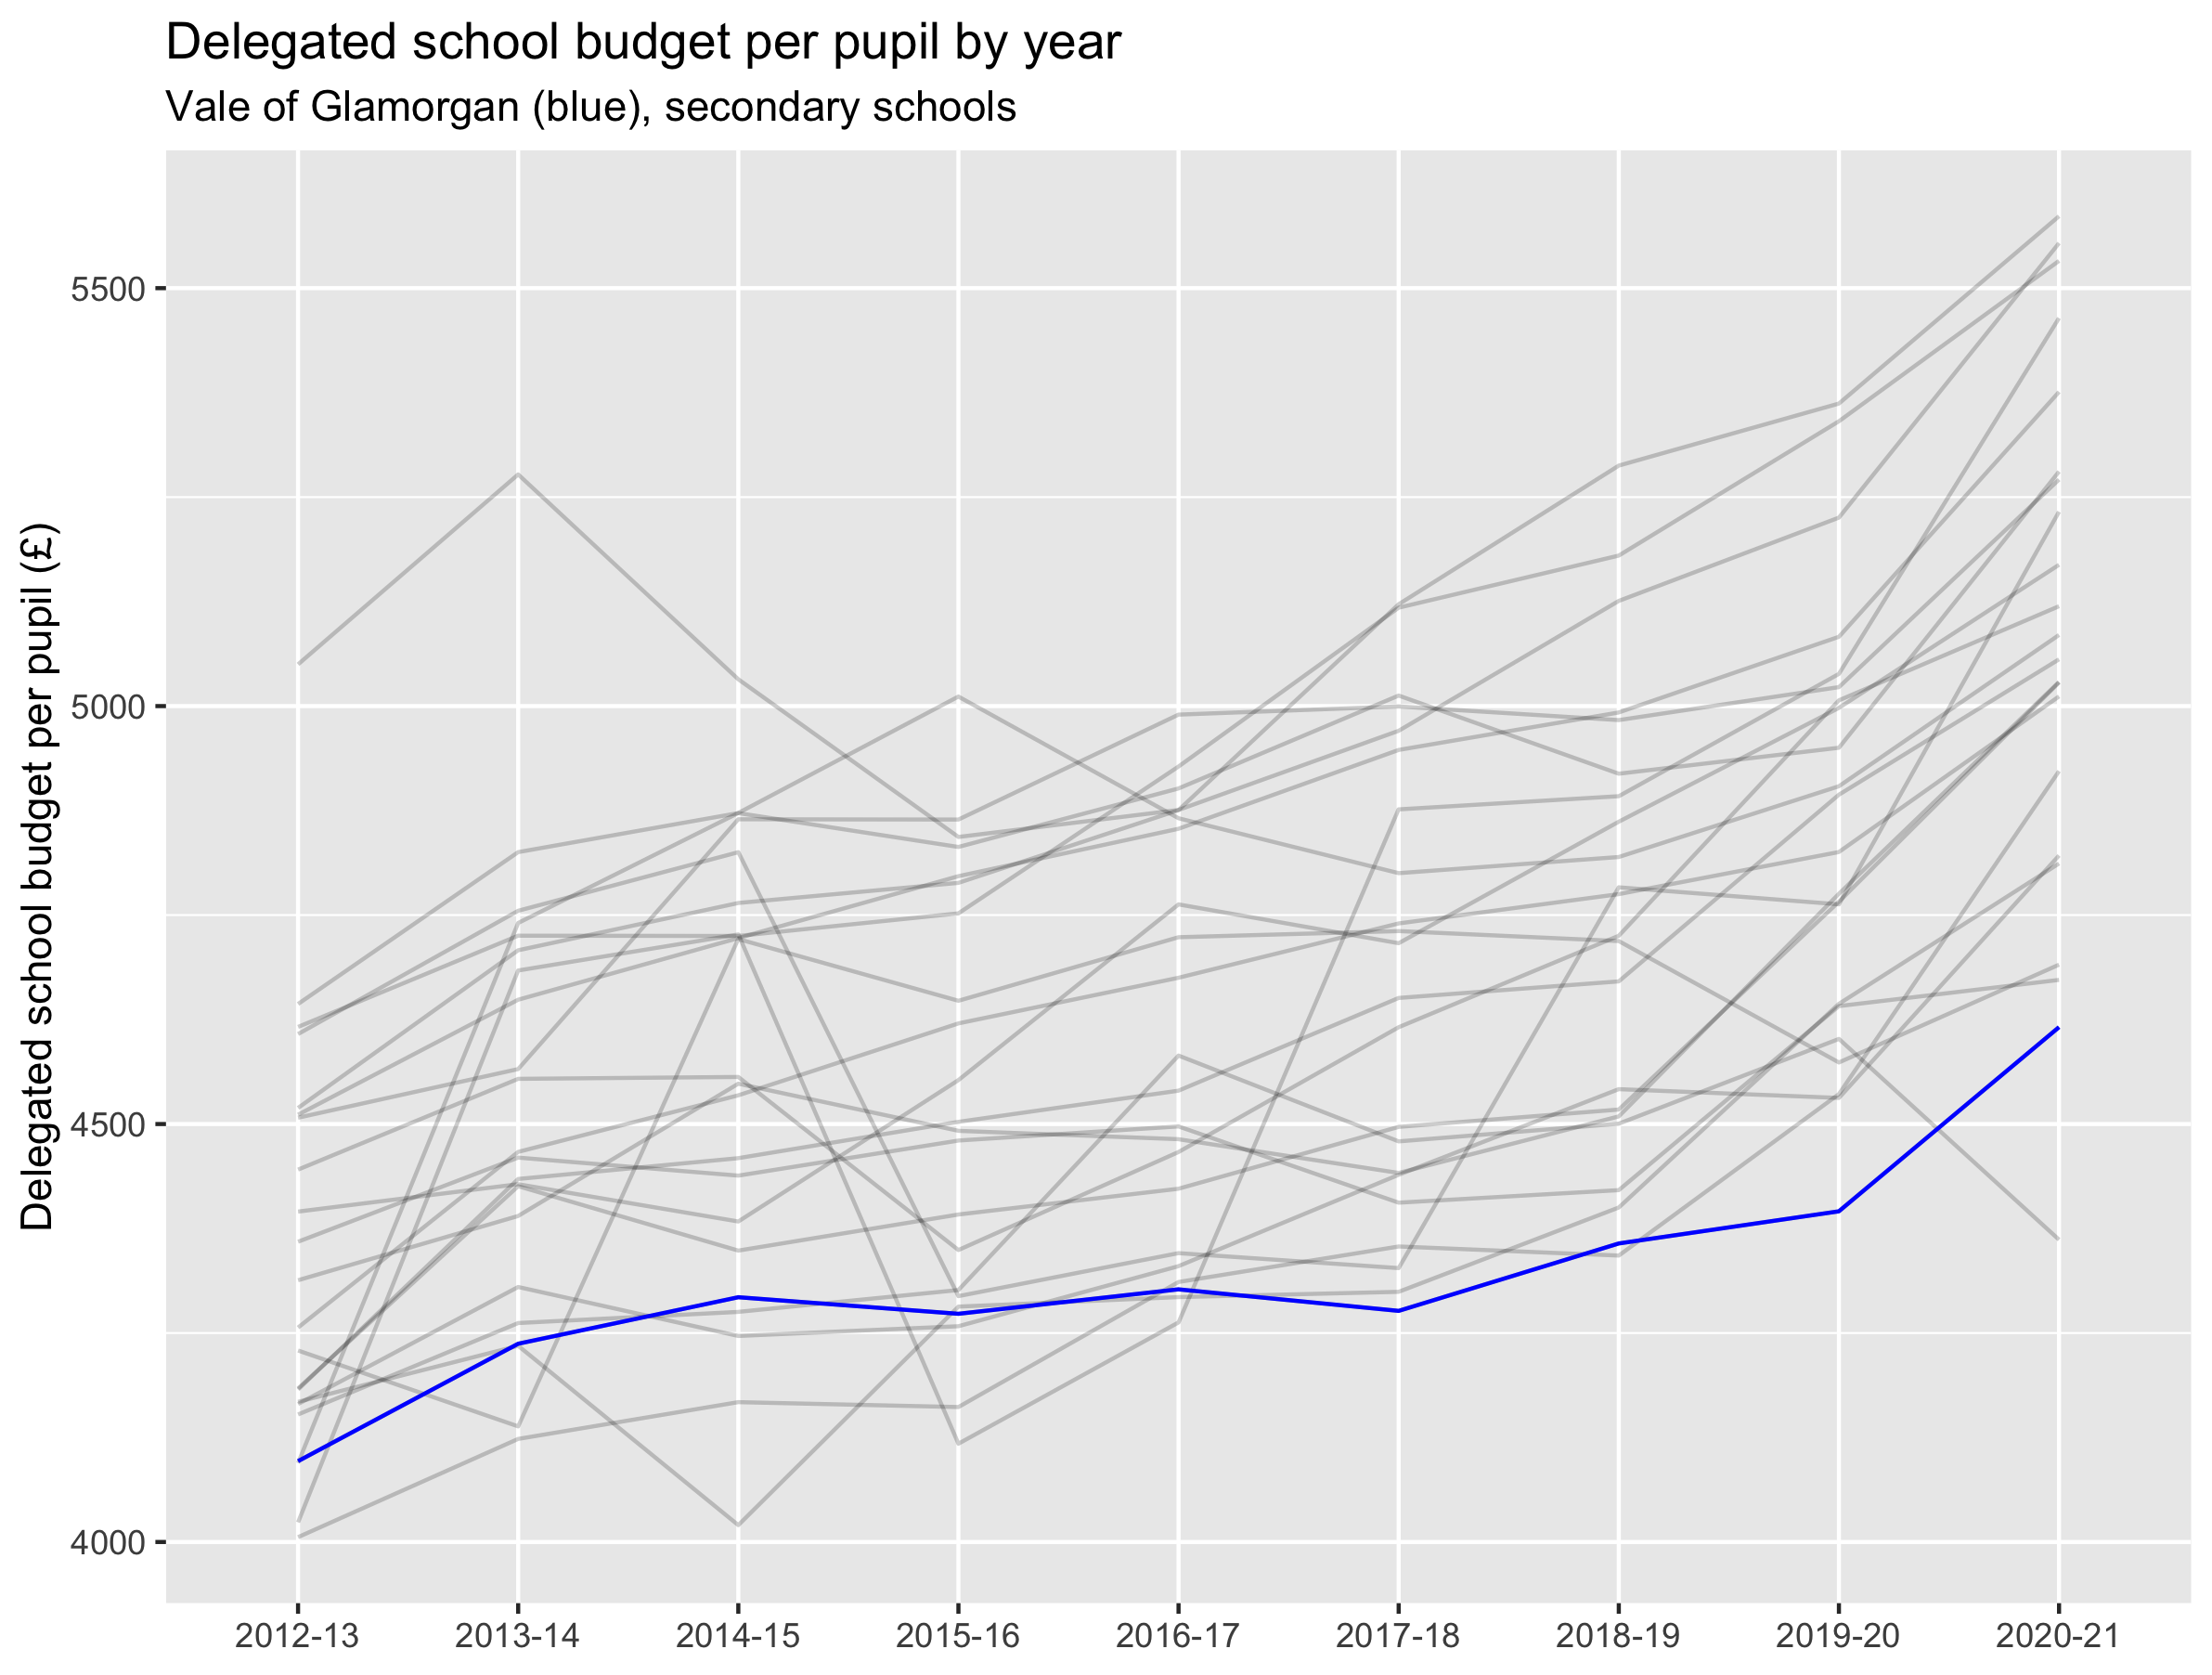 Delegated school budget per pupil by year
Vale of Glamorgan (blue), secondary schools
Delegated school budget per pupil (£)
5500
5000
4500
4000
2012-13 2013-14 2014-15 2015-16 2016-17 2017-18 2018-19 2019-20 2020-21